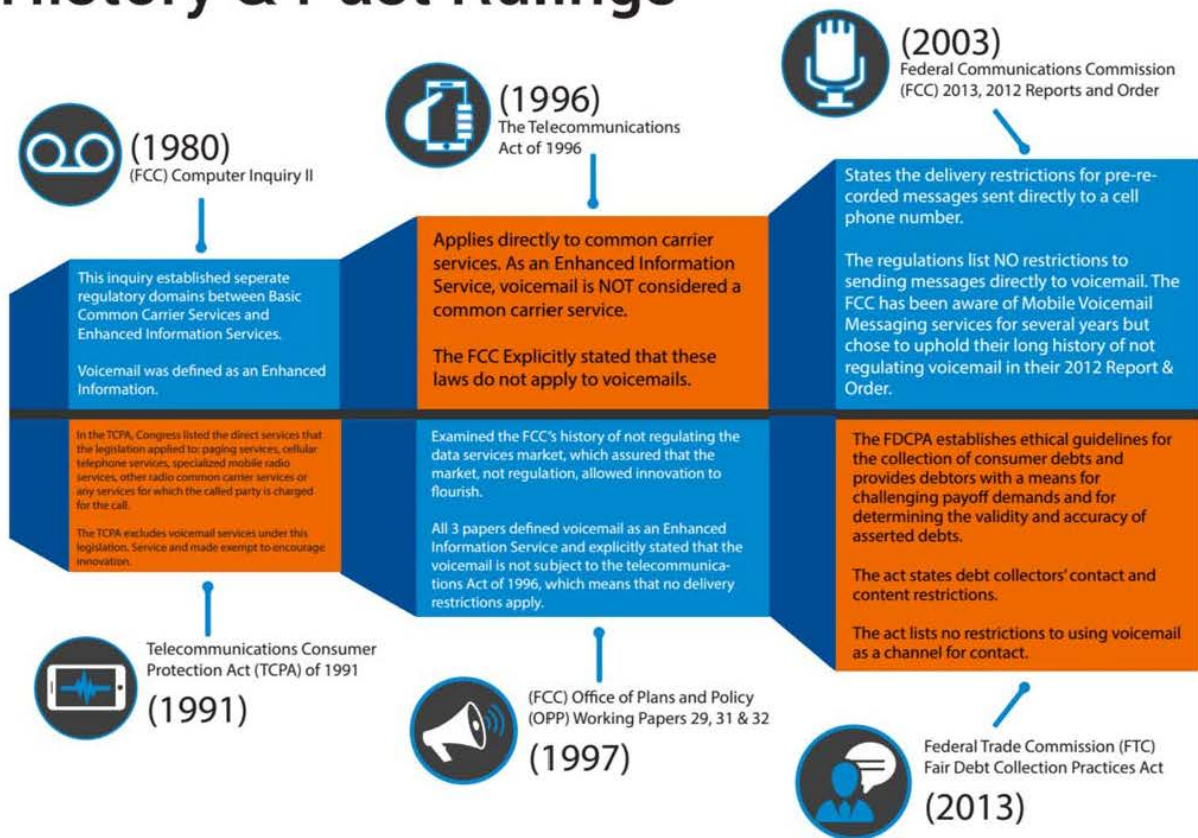 History & Past Rulings
(1980)
(FCC) Computer Inquiry II
This inquiry established seperate
regulatory domains between Basic
Common Carrier Services and
Enhanced Information Services.
Voicemail was defined as an Enhanced
Information.
(1996)
The Telecommunications
Act of 1996
Applies directly to common carrier
services. As an Enhanced Information
Service, voicemail is NOT considered a
common carrier service.
The FCC Explicitly stated that these
laws do not apply to voicemails.
(2003)
Federal Communications Commission
(FCC) 2013, 2012 Reports and Order
States the delivery restrictions for pre-re-
corded messages sent directly to a cell
phone number.
The regulations list NO restrictions to
sending messages directly to voicemail. The
FCC has been aware of Mobile Voicemail
Messaging services for several years but
chose to uphold their long history of not
regulating voicemail in their 2012 Report &
Order.
In the TCPA, Congress listed the direct services that
the legislation applied to: paging services, cellular
telephone services, specialized mobile radio
services, other radio common carrier services or
any services for which the called party is charged
for the call.
The TCPA excludes voicemail services under this
legislation. Service and made exempt to encourage
innovation.
Telecommunications Consumer
Protection Act (TCPA) of 1991
(1991)
Examined the FCC's history of not regulating the
data services market, which assured that the
market, not regulation, allowed innovation to
flourish.
All 3 papers defined voicemail as an Enhanced
Information Service and explicitly stated that the
voicemail is not subject to the telecommunica-
tions Act of 1996, which means that no delivery
restrictions apply.
(FCC) Office of Plans and Policy
(OPP) Working Papers 29, 31 & 32
(1997)
The FDCPA establishes ethical guidelines for
the collection of consumer debts and
provides debtors with a means for
challenging payoff demands and for
determining the validity and accuracy of
asserted debts.
The act states debt collectors' contact and
content restrictions.
The act lists no restrictions to using voicemail
as a channel for contact.
Federal Trade Commission (FTC)
Fair Debt Collection Practices Act
(2013)